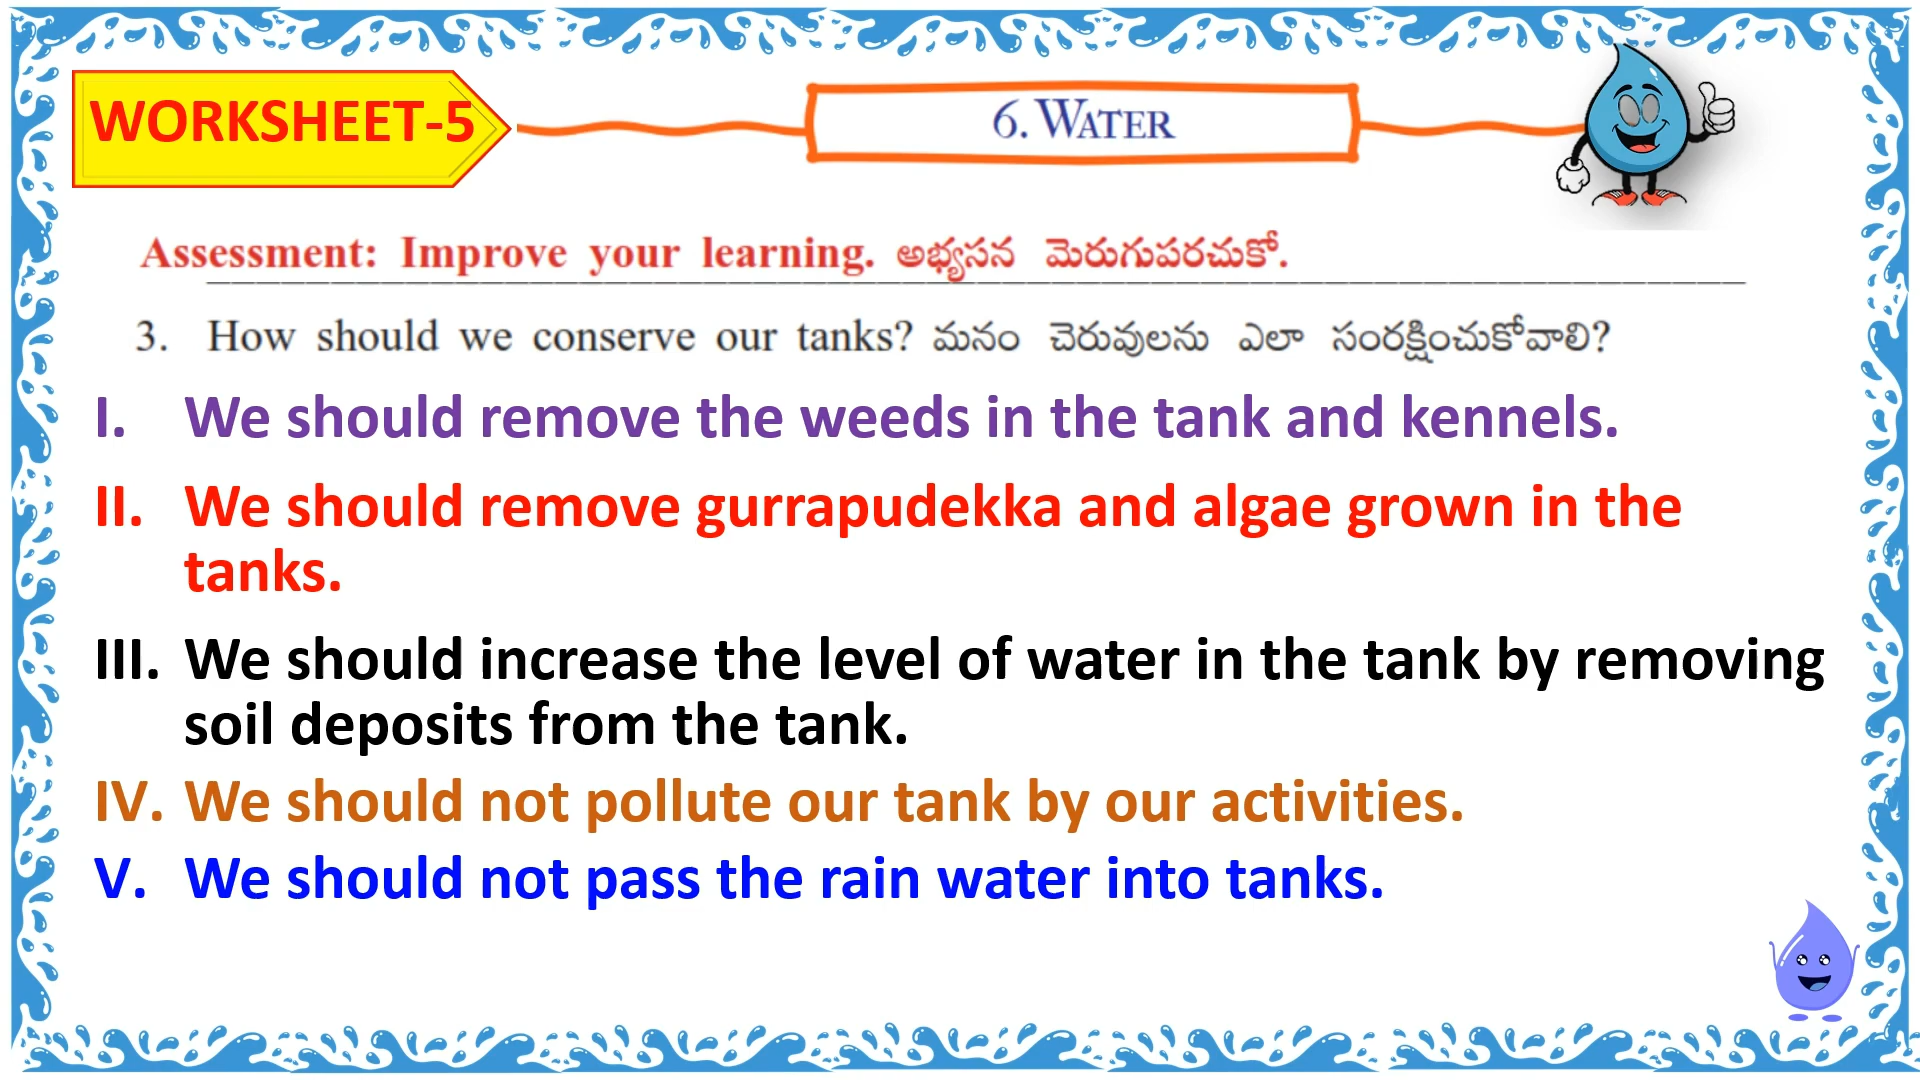 WORKSHEET-5
6. WATER
Assessment: Improve your learning. అభ్యసన మెరుగుపరచుకో.
3. How should we conserve our tanks? మనం చెరువులను ఎలా సంరక్షించుకోవాలి?
I. We should remove the weeds in the tank and kennels.
II. We should remove gurrapudekka and algae grown in the
tanks.
III. We should increase the level of water in the tank by removing
soil deposits from the tank.
IV. We should not pollute our tank by our activities.
V. We should not pass the rain water into tanks.